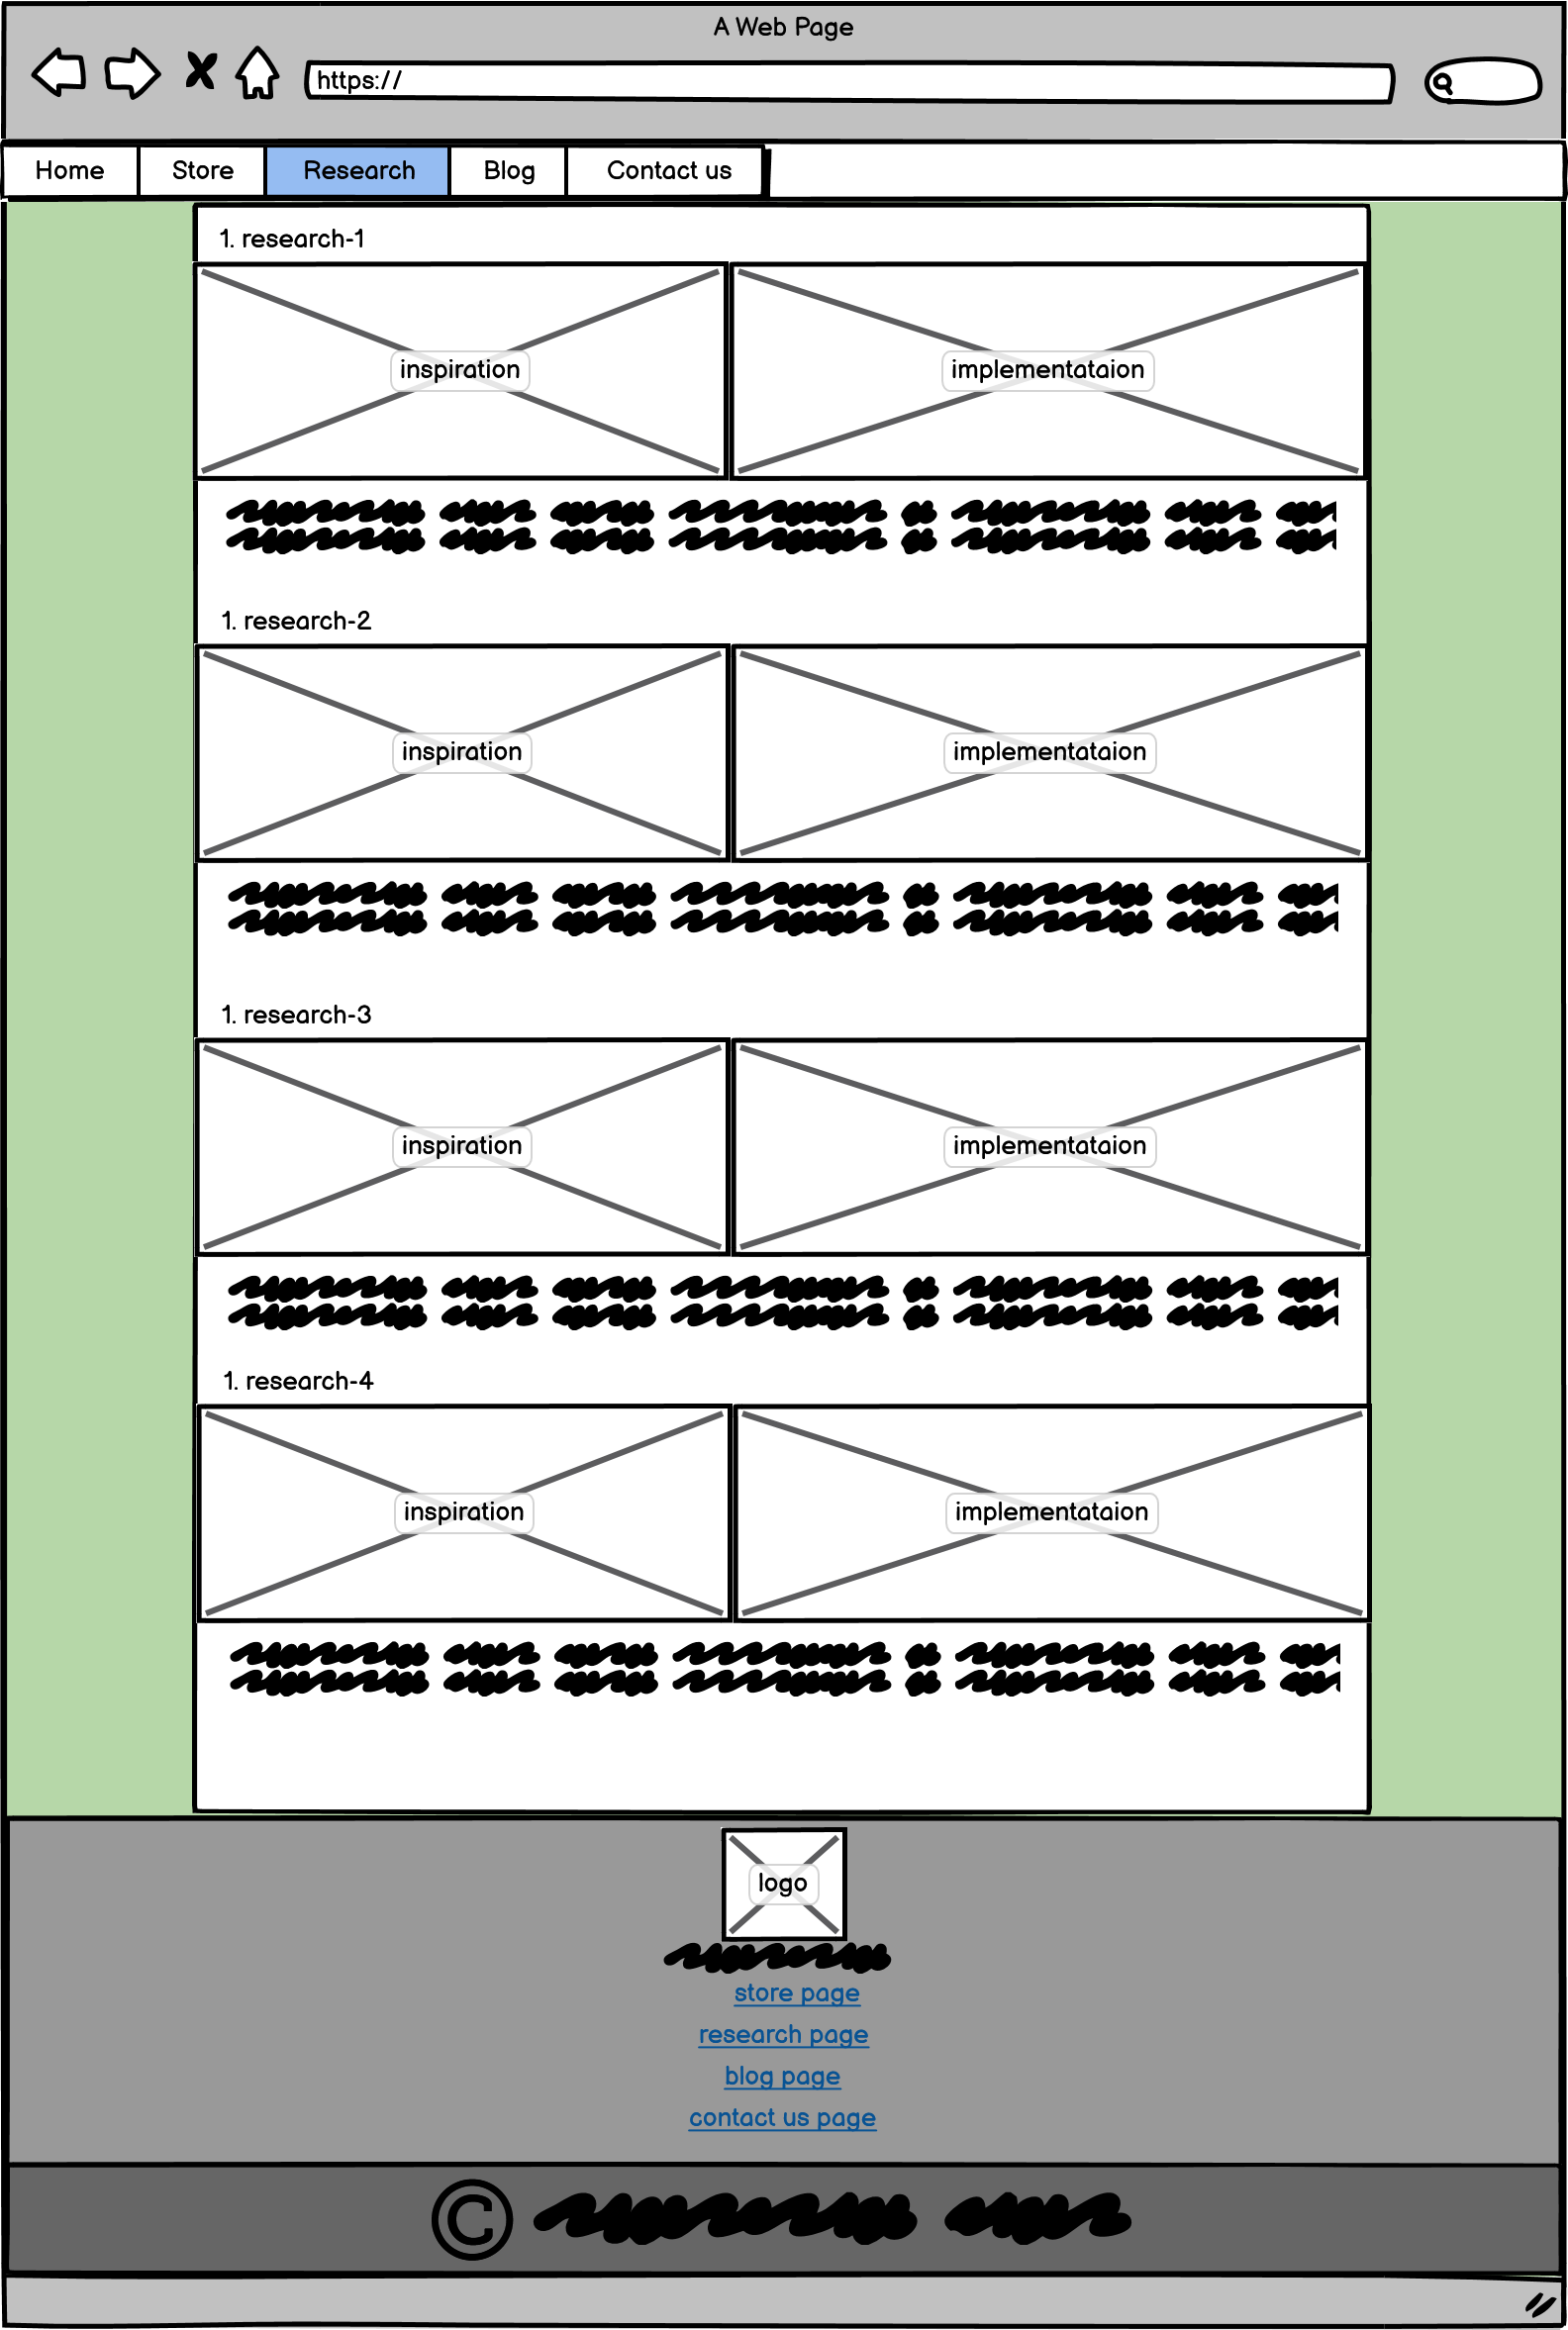 A Web Page
https://
Home Store Research Blog Contact us
1. research-1
inspiration implementataion
1. research-2
inspiration implementataion
1. research-3
inspiration implementataion
1. research-4
inspiration implementataion
logo
store page
research page
blog page
contact us page
©